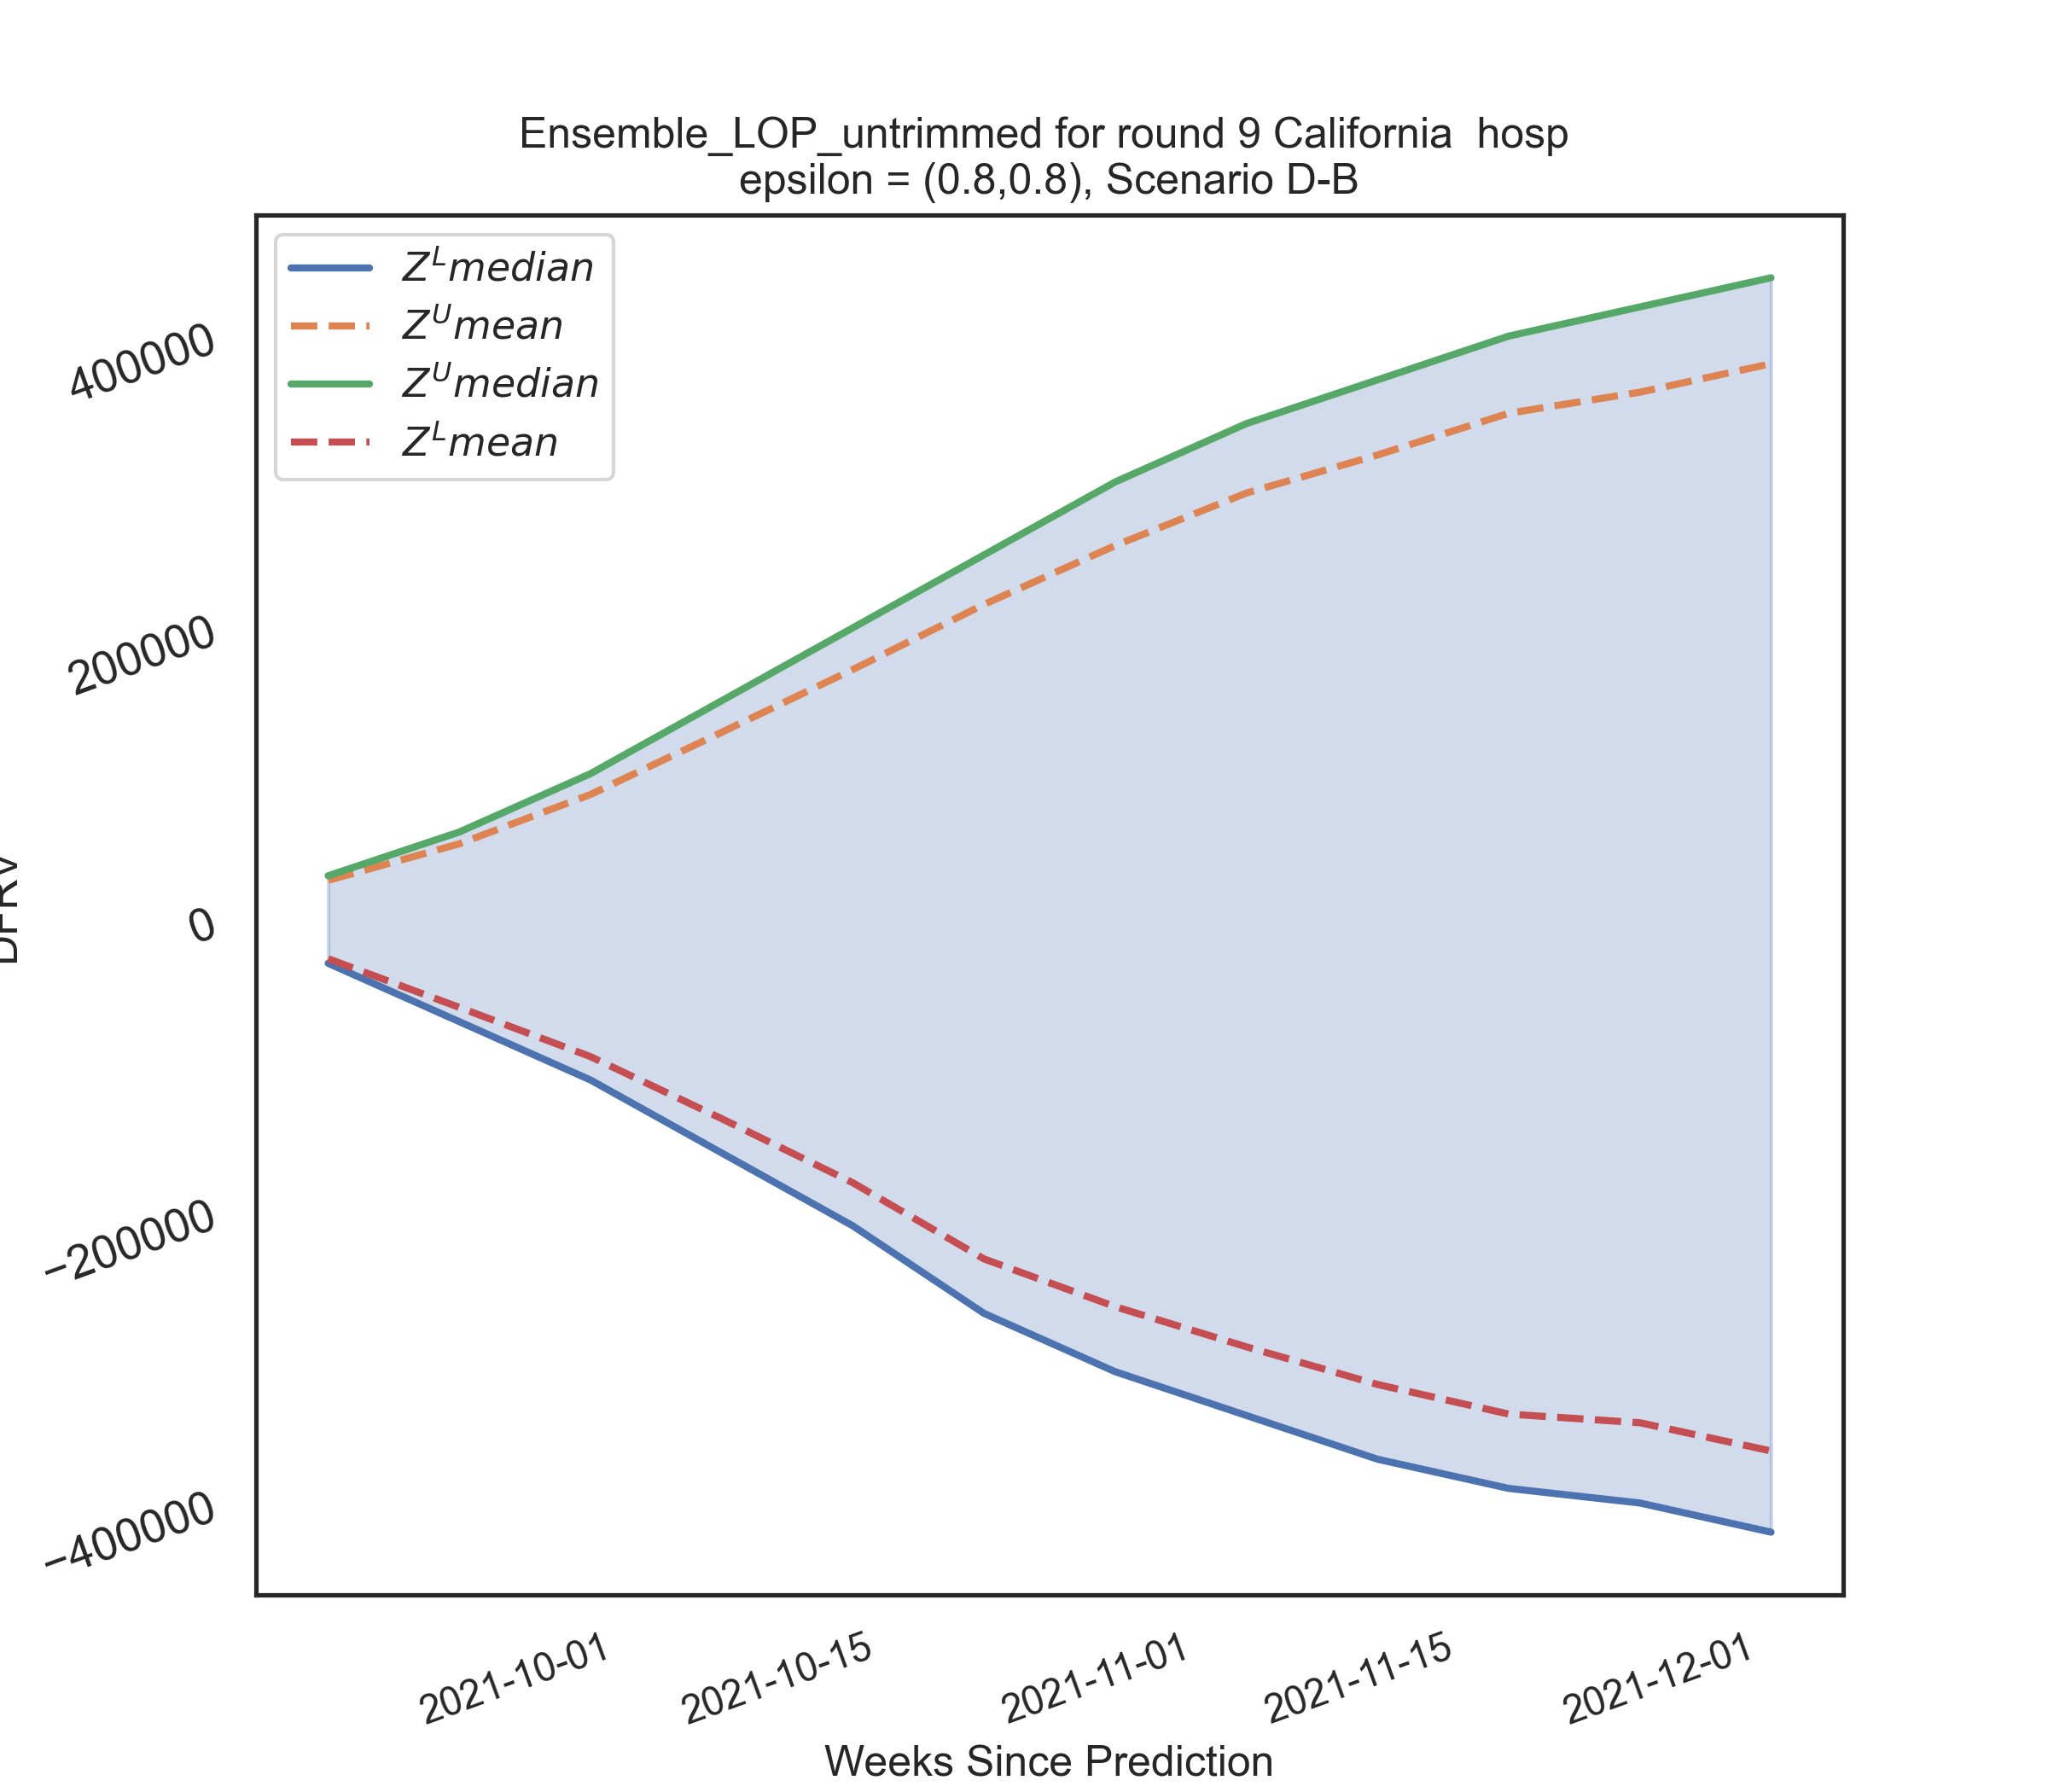 Ensemble_LOP_untrimmed for round 9 California  hosp
epsilon = (0.8,0.8), Scenario D-B
Z^L median
Z^U mean
Z^U median
Z^L mean
400000
200000
0
−200000
−400000
2021-10-01
2021-10-15
2021-11-01
2021-11-15
2021-12-01
Weeks Since Prediction